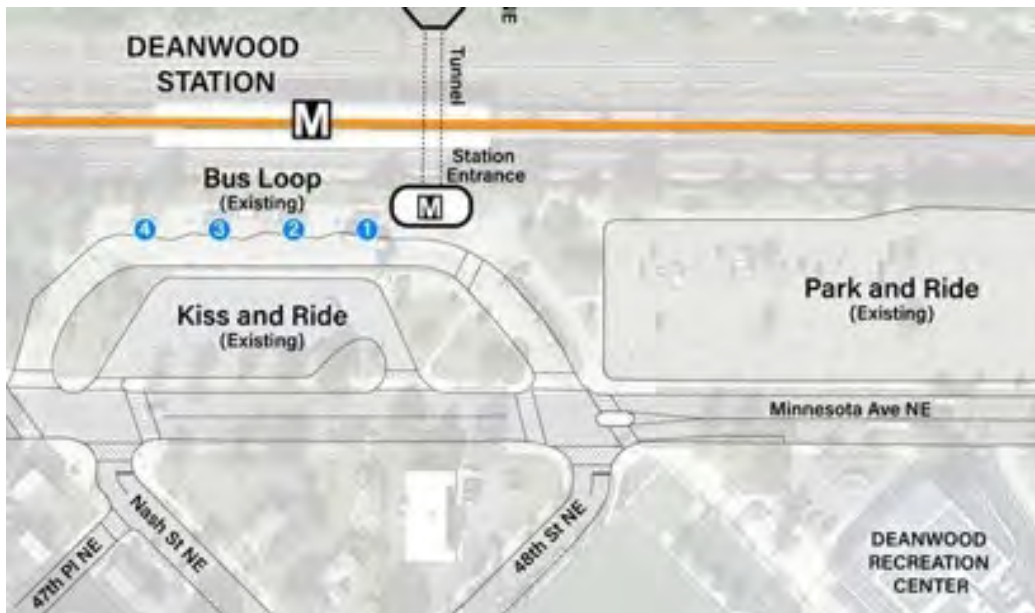 NE
DEANWOOD
STATION
Tunnel
M
Station
Entrance
Bus Loop
(Existing)
M
4 3 2 1
Kiss and Ride
(Existing)
Park and Ride
(Existing)
Minnesota Ave NE
Nash St NE
47th Pl NE
48th St NE
DEANWOOD
RECREATION
CENTER